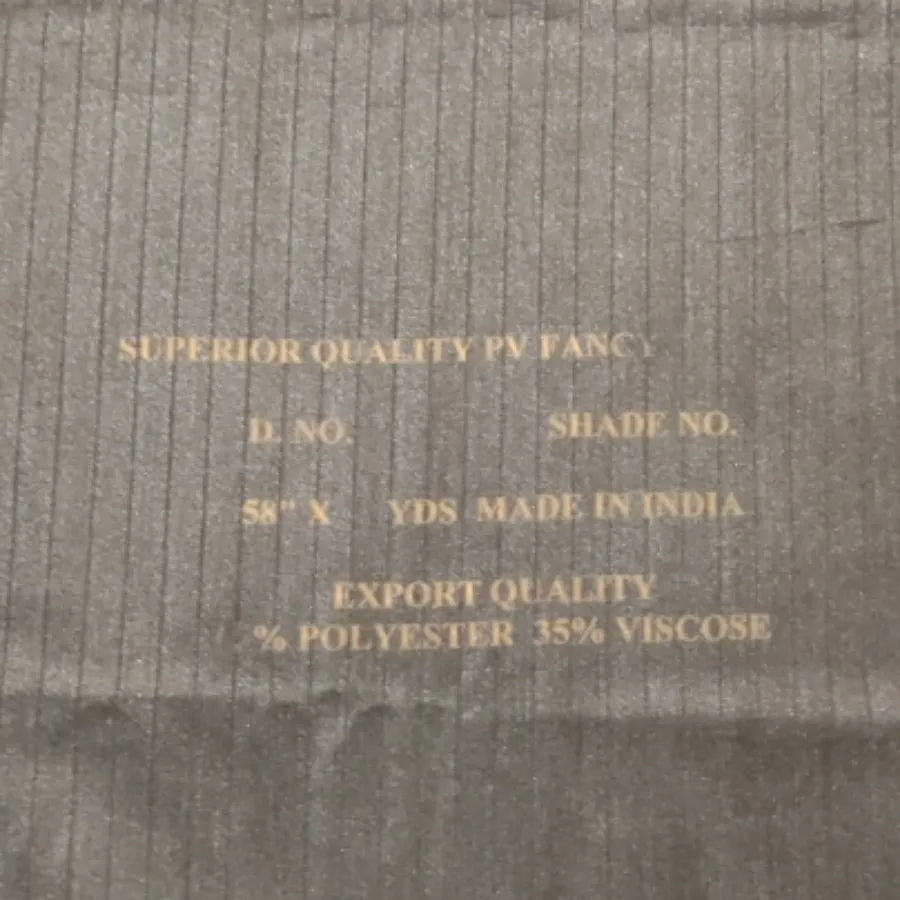 SUPERIOR QUALITY PV FANCY
D. NO. SHADE NO.
58" X YDS MADE IN INDIA
EXPORT QUALITY
% POLYESTER 35% VISCOSE